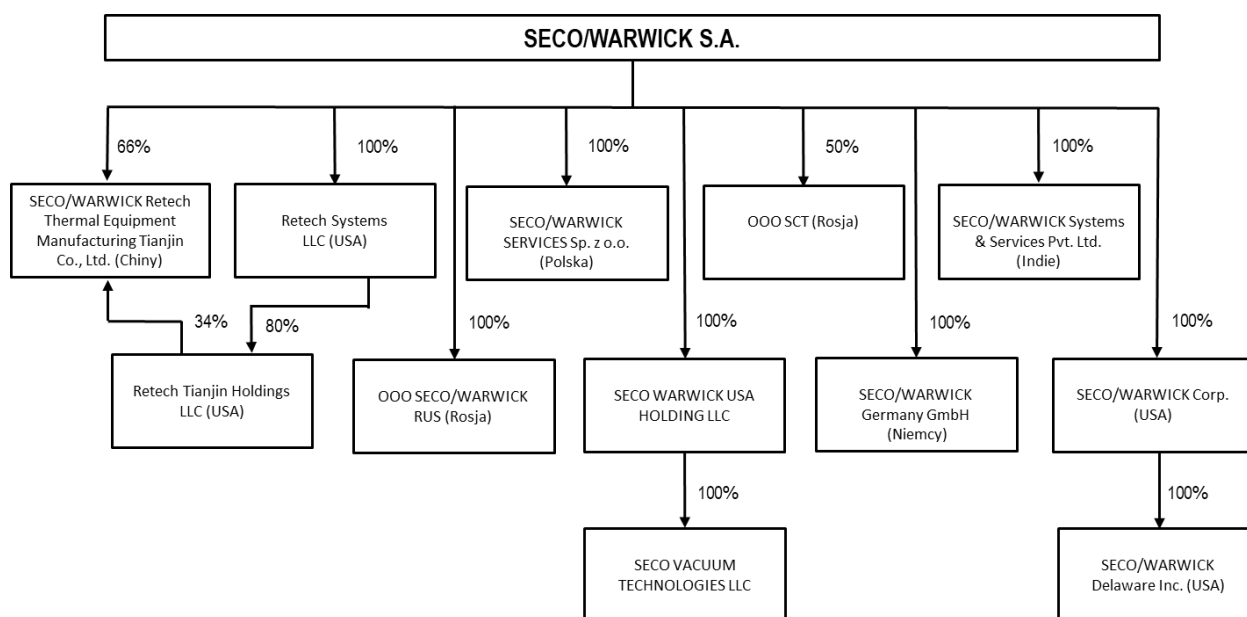 SECO/WARWICK S.A.
66%
100%
100%
50%
100%
SECO/WARWICK Retech
Thermal Equipment
Manufacturing Tianjin
Co., Ltd. (Chiny)
Retech Systems
LLC (USA)
SECO/WARWICK
SERVICES Sp. z o.o.
(Polska)
OOO SCT (Rosja)
SECO/WARWICK Systems
& Services Pvt. Ltd.
(Indie)
34%
80%
100%
100%
100%
100%
Retech Tianjin Holdings
LLC (USA)
OOO SECO/WARWICK
RUS (Rosja)
SECO WARWICK USA
HOLDING LLC
SECO/WARWICK
Germany GmbH
(Niemcy)
SECO/WARWICK Corp.
(USA)
100%
100%
SECO VACUUM
TECHNOLOGIES LLC
SECO/WARWICK
Delaware Inc. (USA)